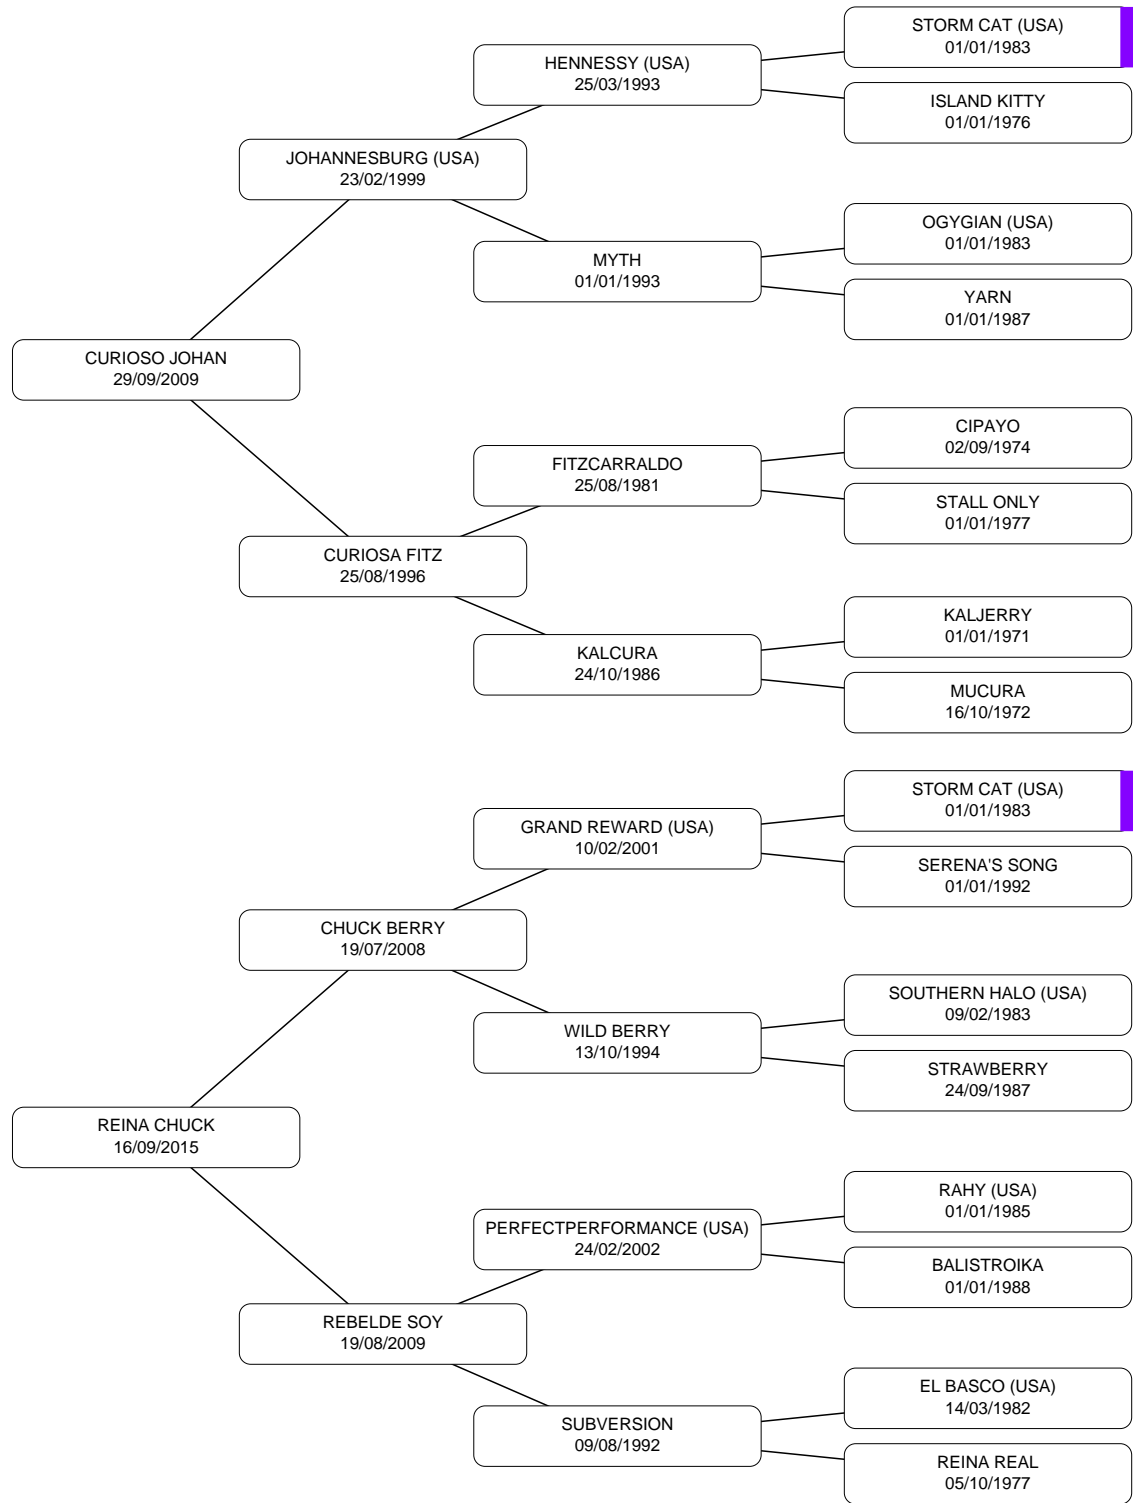 STORM CAT (USA)
01/01/1983
HENNESSY (USA)
25/03/1993
ISLAND KITTY
01/01/1976
JOHANNESBURG (USA)
23/02/1999
OGYGIAN (USA)
01/01/1983
MYTH
01/01/1993
YARN
01/01/1987
CURIOSO JOHAN
29/09/2009
CIPAYO
02/09/1974
FITZCARRALDO
25/08/1981
STALL ONLY
01/01/1977
CURIOSA FITZ
25/08/1996
KALJERRY
01/01/1971
KALCURA
24/10/1986
MUCURA
16/10/1972
STORM CAT (USA)
01/01/1983
GRAND REWARD (USA)
10/02/2001
SERENA'S SONG
01/01/1992
CHUCK BERRY
19/07/2008
SOUTHERN HALO (USA)
09/02/1983
WILD BERRY
13/10/1994
STRAWBERRY
24/09/1987
REINA CHUCK
16/09/2015
RAHY (USA)
01/01/1985
PERFECTPERFORMANCE (USA)
24/02/2002
BALISTROIKA
01/01/1988
REBELDE SOY
19/08/2009
EL BASCO (USA)
14/03/1982
SUBVERSION
09/08/1992
REINA REAL
05/10/1977